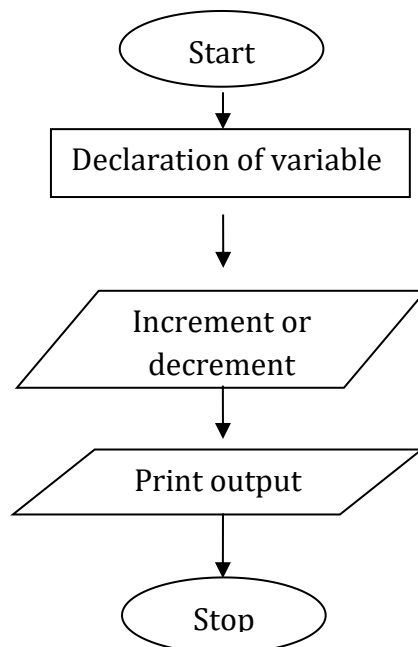 Start
Declaration of variable
Increment or
decrement
Print output
Stop